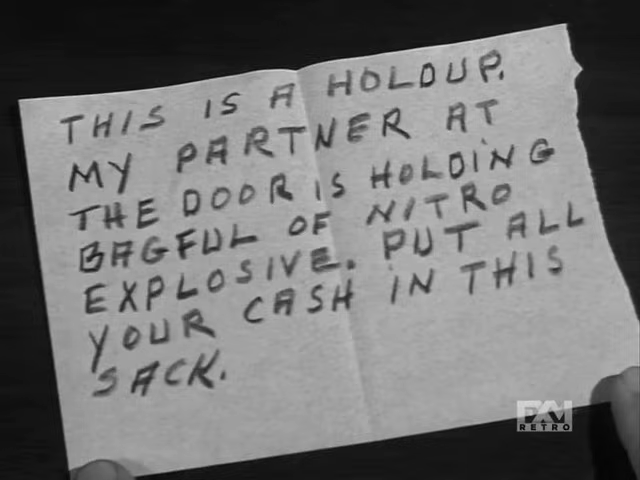 THIS IS A HOLDUP.
MY PARTNER AT
THE DOOR IS HOLDING
BAGFUL OF NITRO
EXPLOSIVE. PUT ALL
YOUR CASH IN THIS
SACK.
FAN
RETRO